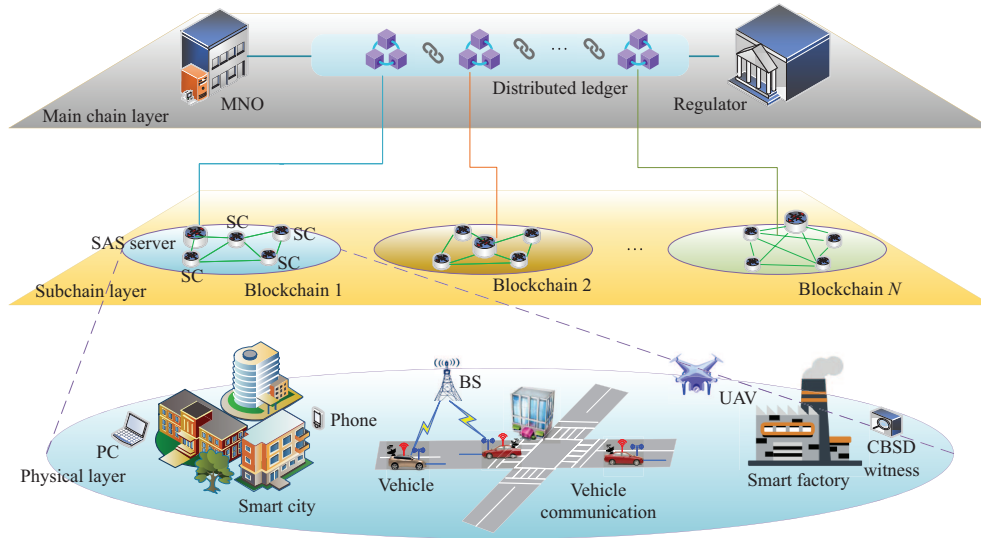 MNO
...
Distributed ledger
Regulator
Main chain layer
SC
SC
SAS server
SC
SC
...
Subchain layer
Blockchain 1
Blockchain 2
Blockchain N
BS
UAV
Phone
PC
CBSD
witness
Physical layer
Vehicle
Smart factory
Smart city
Vehicle
communication